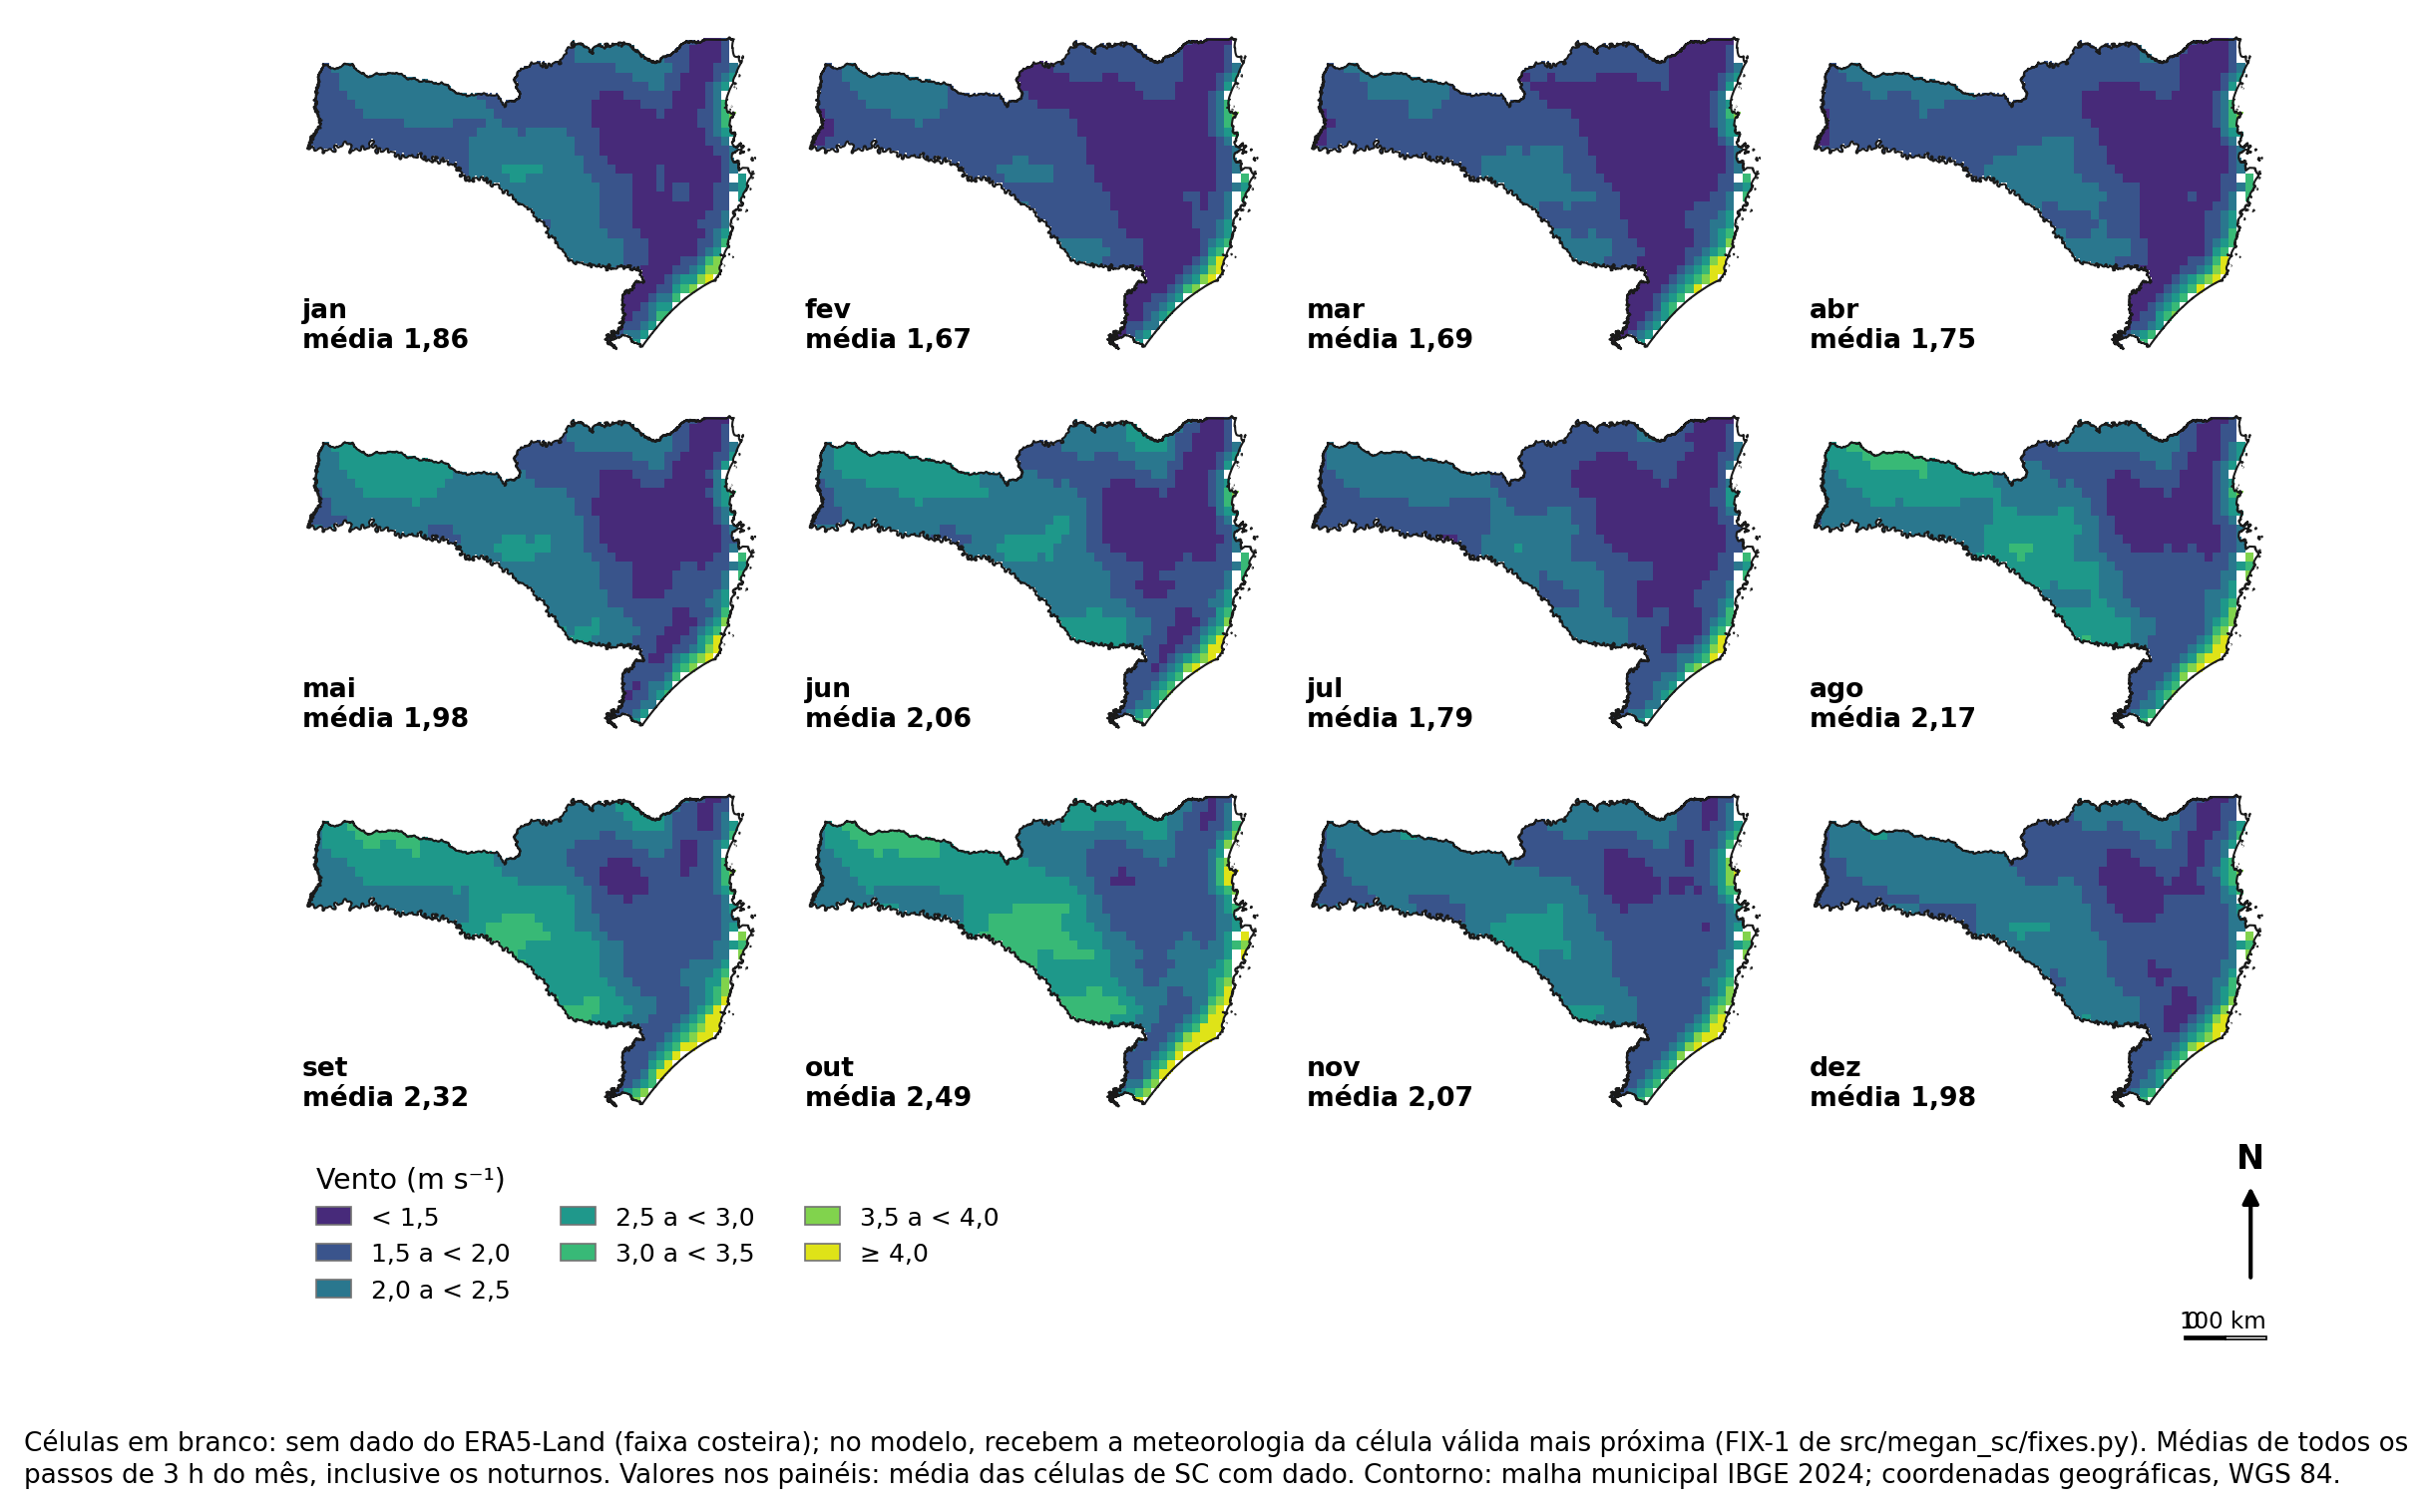 jan
média 1,86
fev
média 1,67
mar
média 1,69
abr
média 1,75
mai
média 1,98
jun
média 2,06
jul
média 1,79
ago
média 2,17
set
média 2,32
out
média 2,49
nov
média 2,07
dez
média 1,98
Vento (m s⁻¹)
< 1,5
1,5 a < 2,0
2,0 a < 2,5
2,5 a < 3,0
3,0 a < 3,5
3,5 a < 4,0
≥ 4,0
N
0
100 km
Células em branco: sem dado do ERA5-Land (faixa costeira); no modelo, recebem a meteorologia da célula válida mais próxima (FIX-1 de src/megan_sc/fixes.py). Médias de todos os
passos de 3 h do mês, inclusive os noturnos. Valores nos painéis: média das células de SC com dado. Contorno: malha municipal IBGE 2024; coordenadas geográficas, WGS 84.